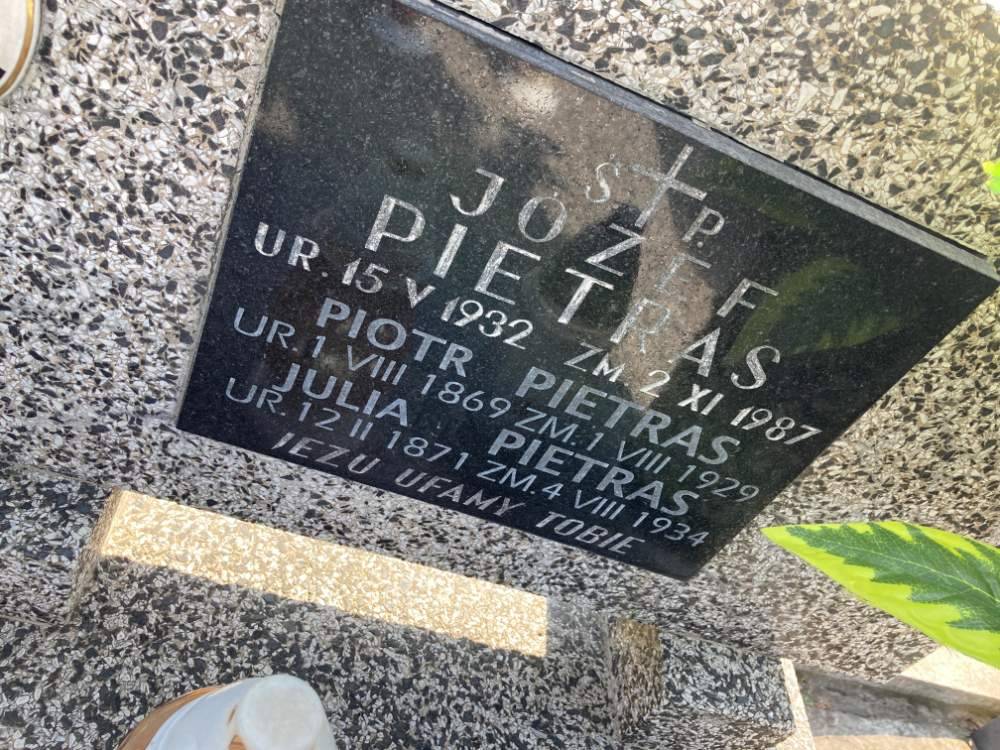 Ś P.
JÓZEF
PIETRAS
UR. 15 V 1932 ZM. 2 XI 1987
PIOTR PIETRAS
UR. 1 VIII 1869 ZM. 1 VIII 1929
JULIA PIETRAS
UR. 12 II 1871 ZM. 4 VIII 1934
JEZU UFAMY TOBIE